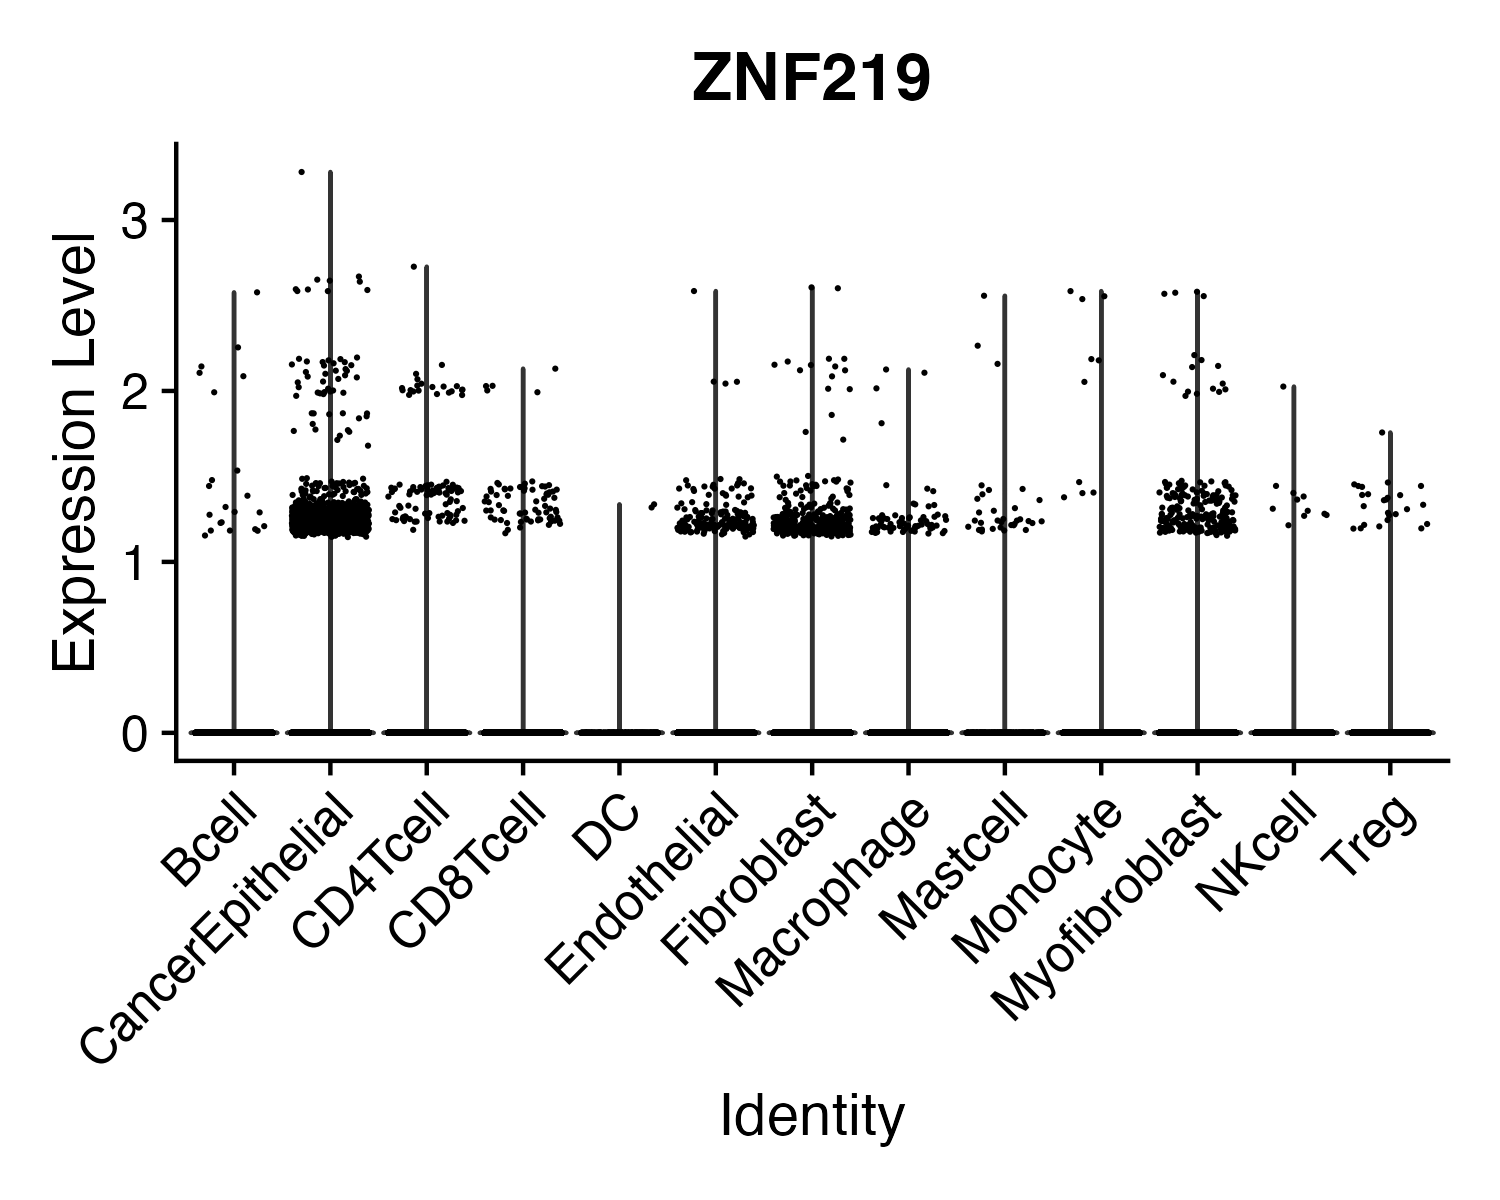 ZNF219
Expression Level
3
2
1
0
Bcell
CancerEpithelial
CD4Tcell
CD8Tcell
DC
Endothelial
Fibroblast
Macrophage
Mastcell
Monocyte
Myofibroblast
NKcell
Treg
Identity